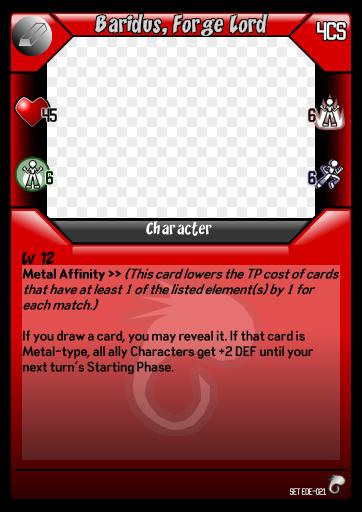 Baridus, Forge Lord
4CS
45
6
6
6
Character
Lv 12
Metal Affinity >> (This card lowers the TP cost of cards
that have at least 1 of the listed element(s) by 1 for
each match.)
If you draw a card, you may reveal it. If that card is
Metal-type, all ally Characters get +2 DEF until your
next turn's Starting Phase.
SET EOE-021